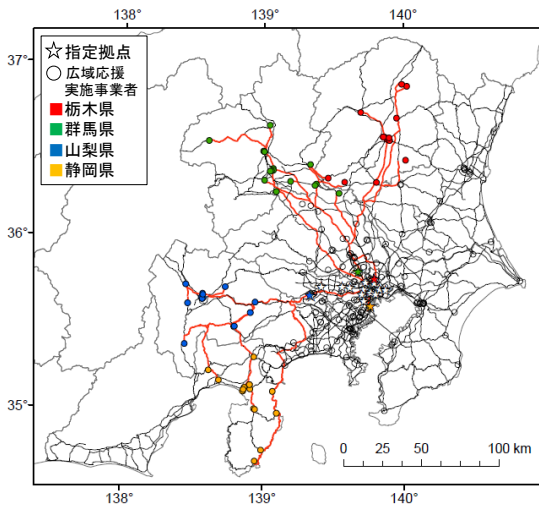 138° 139° 140°
37°
☆指定拠点
○広域応援
実施事業者
■栃木県
■群馬県
■山梨県
■静岡県
36°
35°
0 25 50 100 km
138° 139° 140°